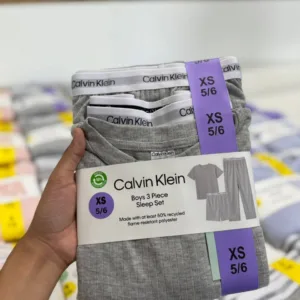 Calvin Klein Calvin Klein
XS
5/6
Calvin Klein
XS
5/6
Calvin Klein
Boys 3 Piece
Sleep Set
Made with at least 60% recycled
flame-resistant polyester
XS
5/6
XS
5/6